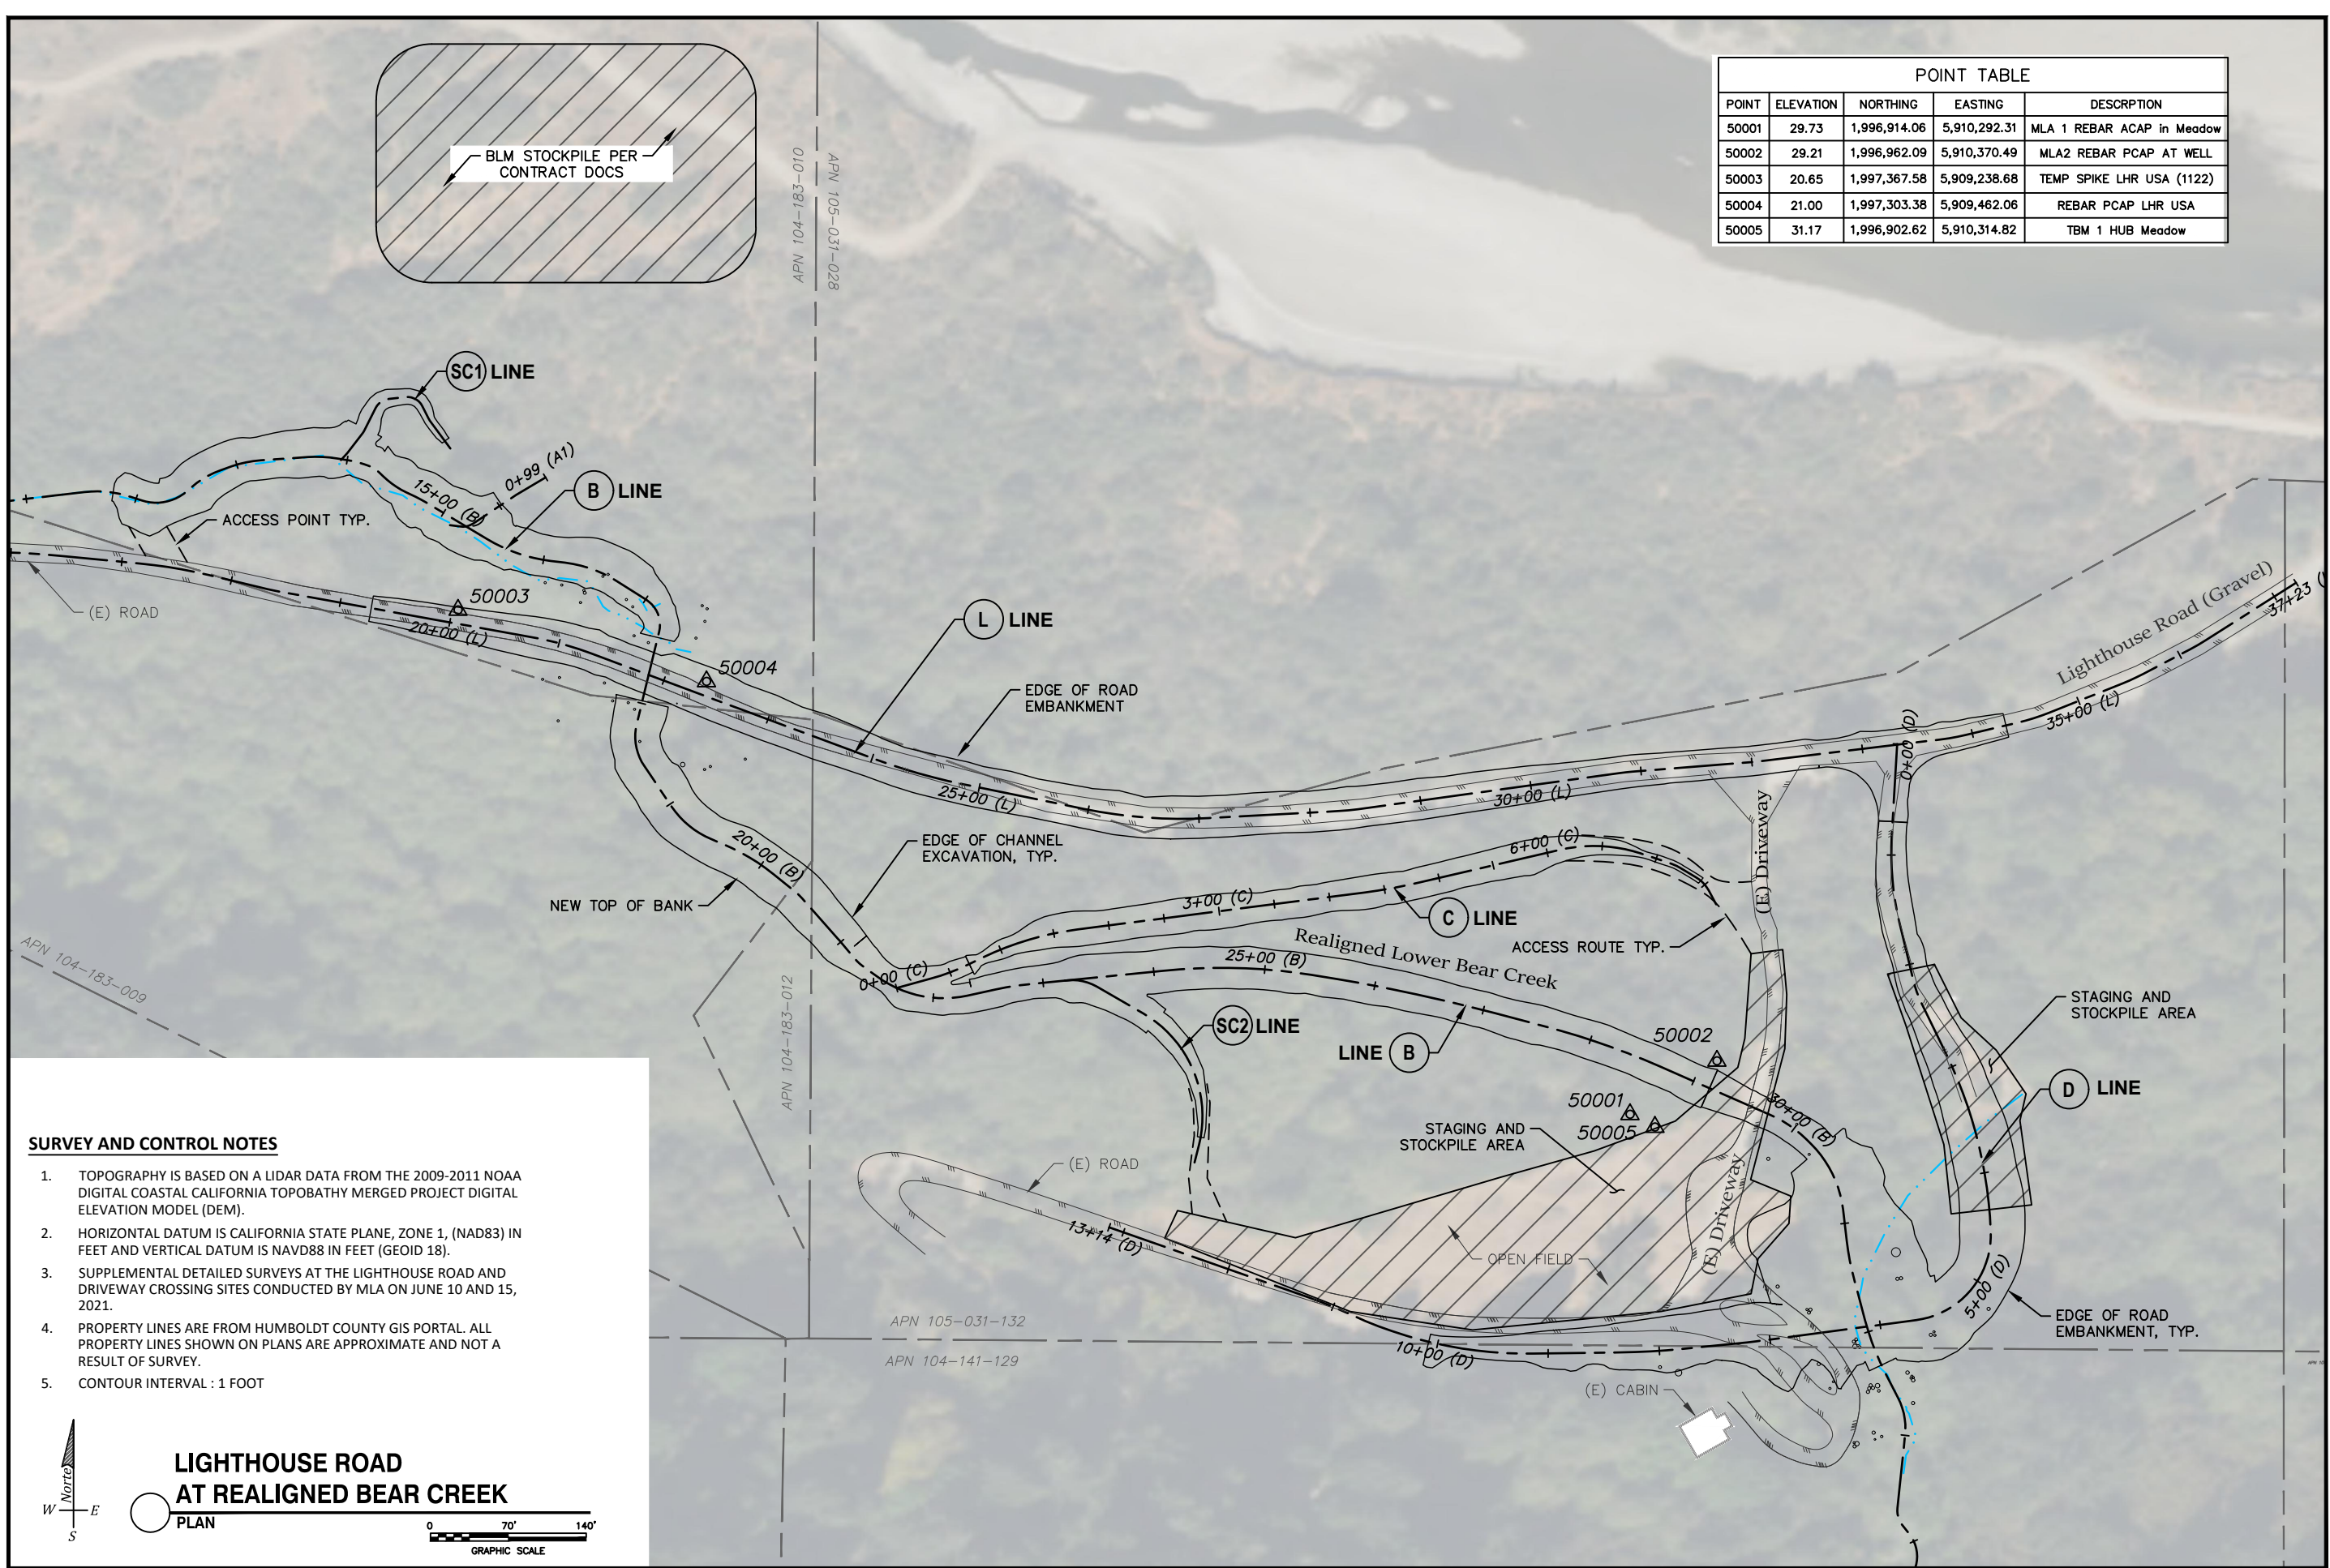 POINT TABLE
POINT ELEVATION NORTHING EASTING DESCRPTION
50001 29.73 1,996,914.06 5,910,292.31 MLA 1 REBAR ACAP in Meadow
50002 29.21 1,996,962.09 5,910,370.49 MLA2 REBAR PCAP AT WELL
50003 20.65 1,997,367.58 5,909,238.68 TEMP SPIKE LHR USA (1122)
50004 21.00 1,997,303.38 5,909,462.06 REBAR PCAP LHR USA
50005 31.17 1,996,902.62 5,910,314.82 TBM 1 HUB Meadow
BLM STOCKPILE PER
CONTRACT DOCS
APN 104-183-010
APN 105-031-028
SC1 LINE
0+99 (A1)
15+00 (B)
B LINE
ACCESS POINT TYP.
(E) ROAD
50003
20+00 (L)
L LINE
50004
EDGE OF ROAD
EMBANKMENT
25+00 (L)
30+00 (L)
Lighthouse Road (Gravel)
37+23 (
35+00 (L)
0+00 (D)
(E) Driveway
20+00 (B)
EDGE OF CHANNEL
EXCAVATION, TYP.
NEW TOP OF BANK
6+00 (C)
3+00 (C)
C LINE
0+00 (C)
ACCESS ROUTE TYP.
Realigned Lower Bear Creek
25+00 (B)
APN 104-183-009
APN 104-183-012
SC2 LINE
LINE B
50002
STAGING AND
STOCKPILE AREA
D LINE
50001
50005
30+00 (B)
STAGING AND
STOCKPILE AREA
(E) ROAD
13+14 (D)
(E) Driveway
OPEN FIELD
5+00 (D)
EDGE OF ROAD
EMBANKMENT, TYP.
APN 105-031-132
APN 104-141-129
10+00 (D)
(E) CABIN
SURVEY AND CONTROL NOTES
1. TOPOGRAPHY IS BASED ON A LIDAR DATA FROM THE 2009-2011 NOAA
DIGITAL COASTAL CALIFORNIA TOPOBATHY MERGED PROJECT DIGITAL
ELEVATION MODEL (DEM).
2. HORIZONTAL DATUM IS CALIFORNIA STATE PLANE, ZONE 1, (NAD83) IN
FEET AND VERTICAL DATUM IS NAVD88 IN FEET (GEOID 18).
3. SUPPLEMENTAL DETAILED SURVEYS AT THE LIGHTHOUSE ROAD AND
DRIVEWAY CROSSING SITES CONDUCTED BY MLA ON JUNE 10 AND 15,
2021.
4. PROPERTY LINES ARE FROM HUMBOLDT COUNTY GIS PORTAL. ALL
PROPERTY LINES SHOWN ON PLANS ARE APPROXIMATE AND NOT A
RESULT OF SURVEY.
5. CONTOUR INTERVAL : 1 FOOT
Norte
W E
S
LIGHTHOUSE ROAD
AT REALIGNED BEAR CREEK
PLAN
0 70' 140'
GRAPHIC SCALE